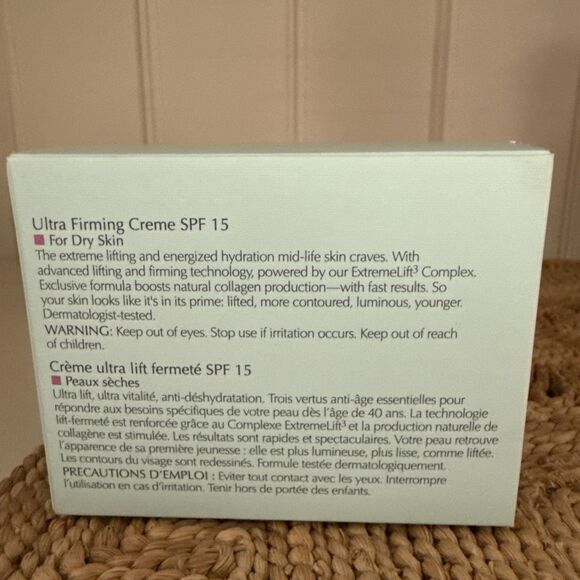 Ultra Firming Creme SPF 15
For Dry Skin
The extreme lifting and energized hydration mid-life skin craves. With
advanced lifting and firming technology, powered by our ExtremeLift³ Complex.
Exclusive formula boosts natural collagen production—with fast results. So
your skin looks like it's in its prime: lifted, more contoured, luminous, younger.
Dermatologist-tested.
WARNING: Keep out of eyes. Stop use if irritation occurs. Keep out of reach
of children.
Crème ultra lift fermeté SPF 15
Peaux sèches
Ultra lift, ultra vitalité, anti-déshydratation. Trois vertus anti-âge essentielles pour
répondre aux besoins spécifiques de votre peau dès l'âge de 40 ans. La technologie
lift-fermeté est renforcée grâce au Complexe ExtremeLift³ et la production naturelle de
collagène est stimulée. Les résultats sont rapides et spectaculaires. Votre peau retrouve
l'apparence de sa première jeunesse : elle est plus lumineuse, plus lisse, comme liftée.
Les contours du visage sont redessinés. Formule testée dermatologiquement.
PRECAUTIONS D'EMPLOI : Eviter tout contact avec les yeux. Interrompre
l'utilisation en cas d'irritation. Tenir hors de portée des enfants.